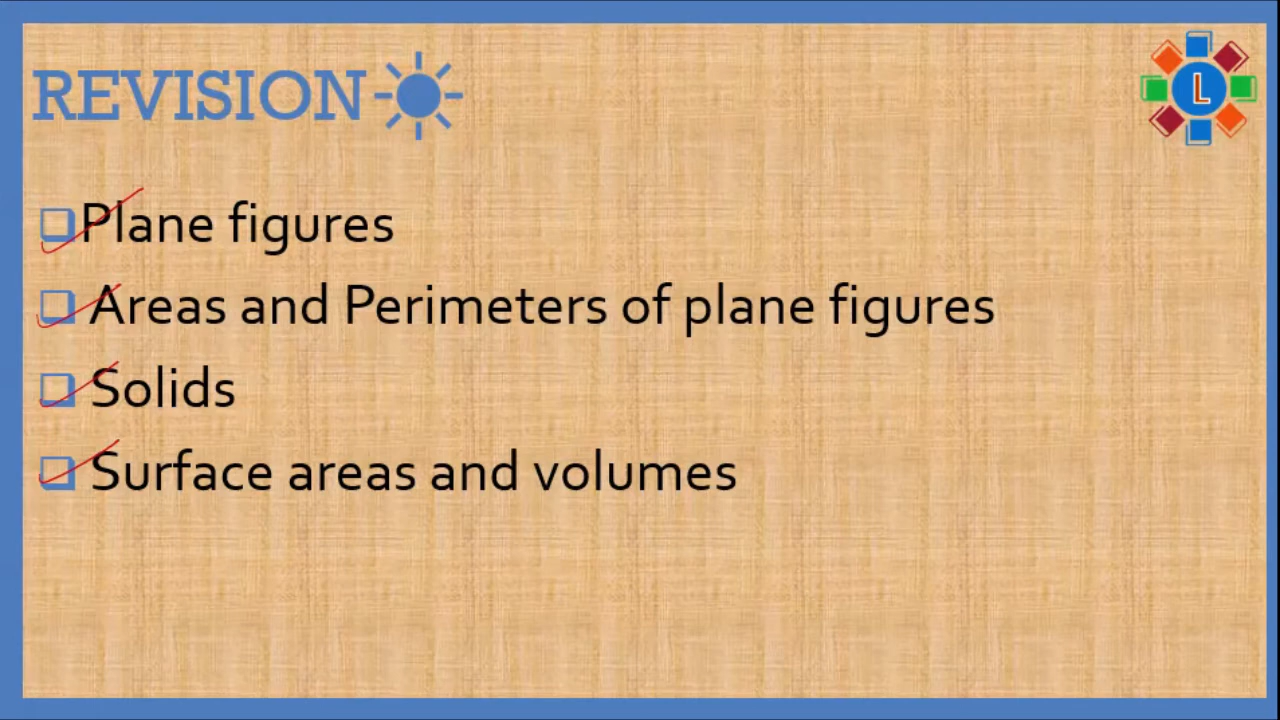 REVISION
L
Plane figures
Areas and Perimeters of plane figures
Solids
Surface areas and volumes